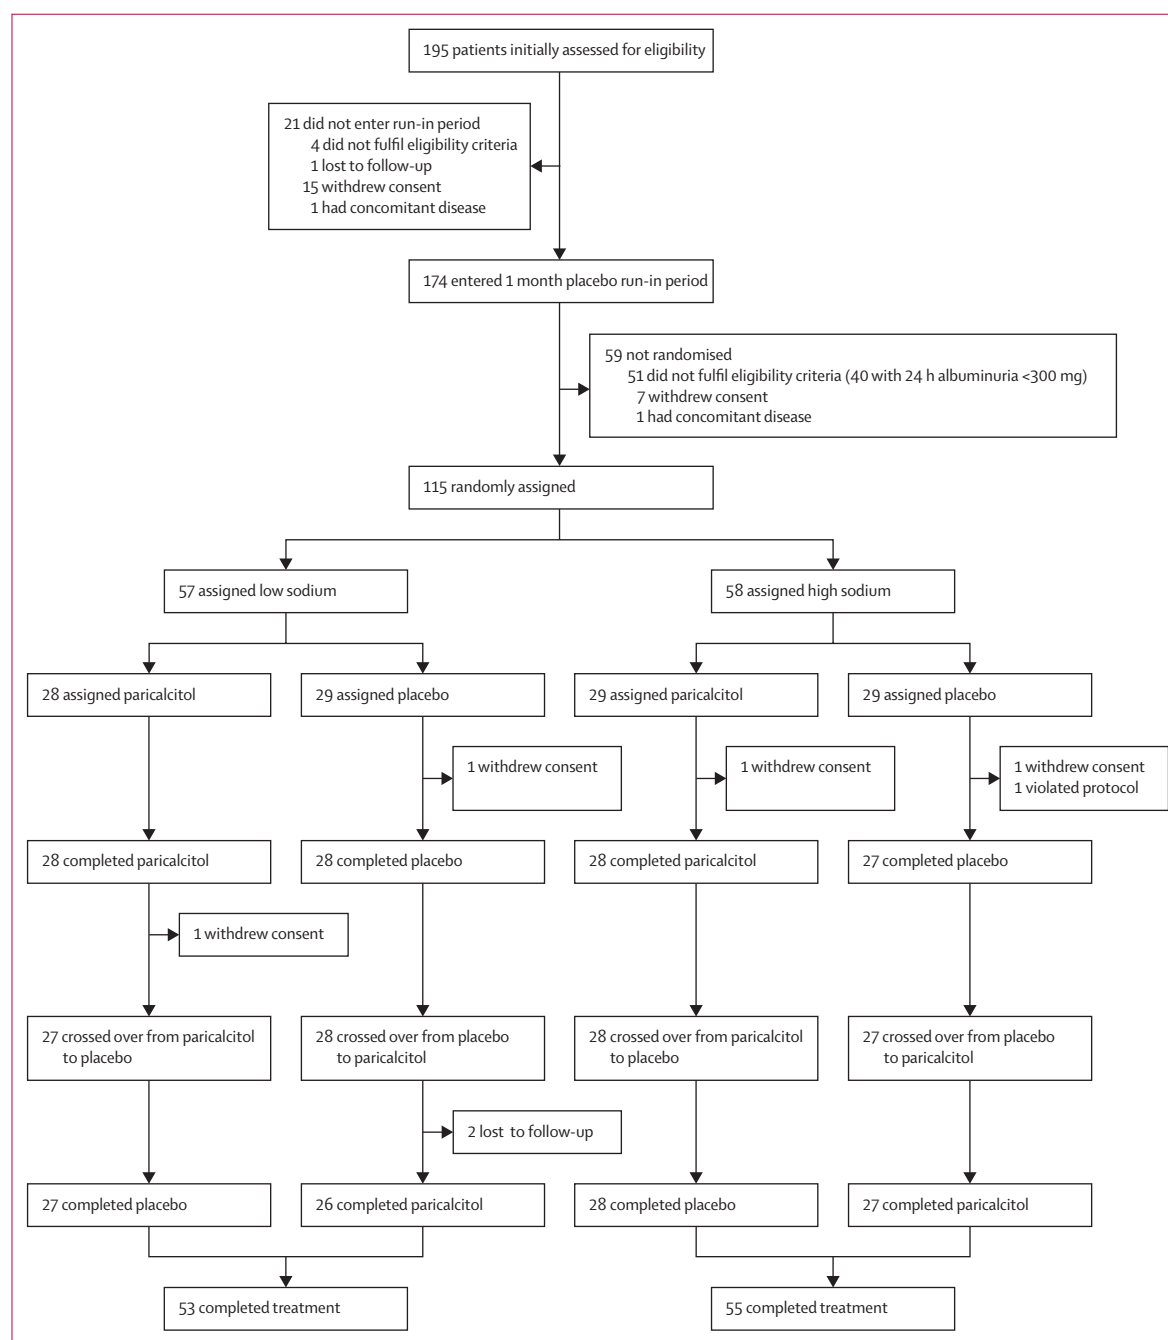 195 patients initially assessed for eligibility
21 did not enter run-in period
4 did not fulfil eligibility criteria
1 lost to follow-up
15 withdrew consent
1 had concomitant disease
174 entered 1 month placebo run-in period
59 not randomised
51 did not fulfil eligibility criteria (40 with 24 h albuminuria <300 mg)
7 withdrew consent
1 had concomitant disease
115 randomly assigned
57 assigned low sodium
58 assigned high sodium
28 assigned paricalcitol
29 assigned placebo
29 assigned paricalcitol
29 assigned placebo
1 withdrew consent
1 withdrew consent
1 withdrew consent
1 violated protocol
28 completed paricalcitol
28 completed placebo
28 completed paricalcitol
27 completed placebo
1 withdrew consent
27 crossed over from paricalcitol
to placebo
28 crossed over from placebo
to paricalcitol
28 crossed over from paricalcitol
to placebo
27 crossed over from placebo
to paricalcitol
2 lost to follow-up
27 completed placebo
26 completed paricalcitol
28 completed placebo
27 completed paricalcitol
53 completed treatment
55 completed treatment